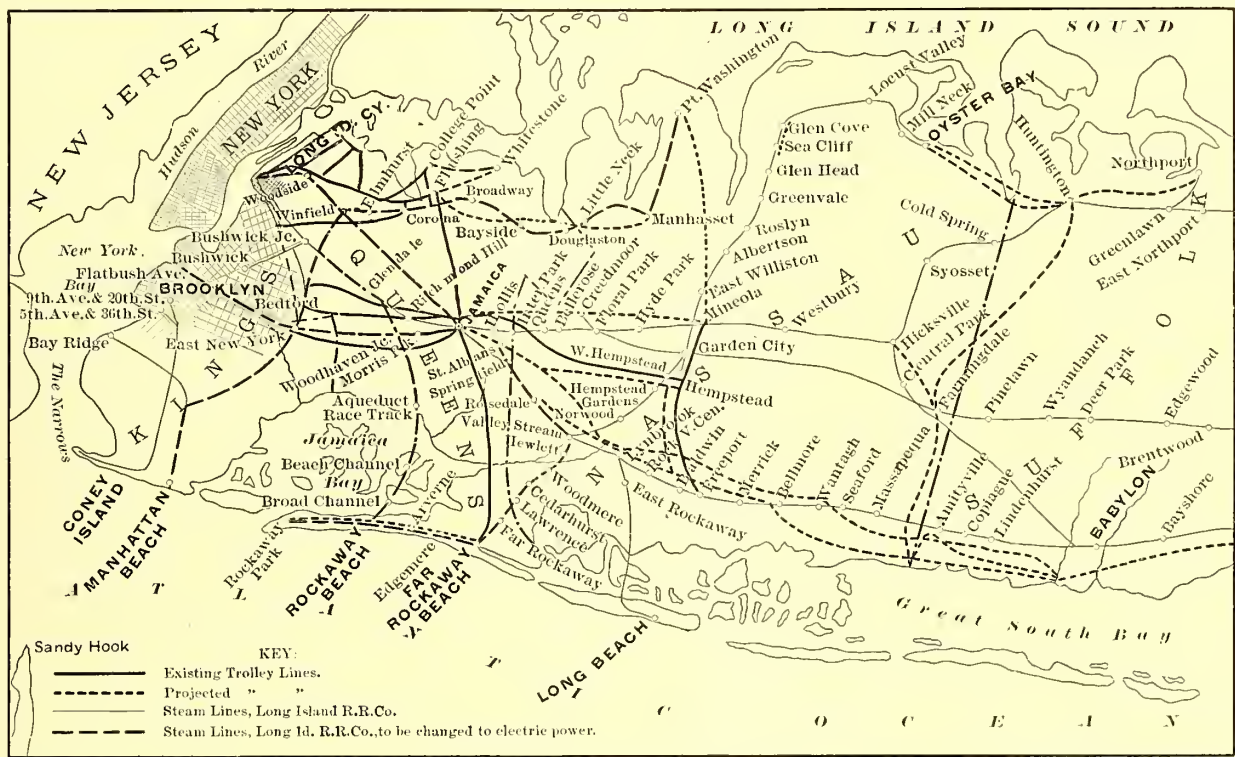 LONG ISLAND SOUND
NEW JERSEY
Hudson River
NEW YORK
LONG ID. CY.
College Point
Flushing
Whitestone
Elmhurst
Woodside
Winfield
Corona
Broadway
Bayside
Little Neck
Douglaston
Manhasset
Pt. Washington
Glen Cove
Sea Cliff
Glen Head
Greenvale
Roslyn
Albertson
East Williston
Mineola
Locust Valley
Mill Neck
OYSTER BAY
Huntington
Northport
Cold Spring
Syosset
Greenlawn
East Northport
New York
Bay
Bushwick Jc.
Bushwick
Flatbush Ave.
BROOKLYN
9th.Ave.& 20th.St.
5th.Ave.& 36th.St.
Bay Ridge
Bedford
East New York
The Narrows
Glendale
Richmond Hill
JAMAICA
Hollis
Queens
Creedmoor
Floral Park
Hyde Park
Westbury
Hicksville
Central Park
Farmingdale
Garden City
W. Hempstead
Hempstead
Hempstead
Gardens
Norwood
Woodhaven Jc.
Morris Pk.
St. Albans
Springfield
Rosedale
Valley Stream
Hewlett
Aqueduct
Race Track
Jamaica
Bay
Beach Channel
Broad Channel
Lynbrook
Rock V. Cen.
Baldwin
Freeport
Merrick
Bellmore
Wantagh
Seaford
Massapequa
Amityville
Copiague
Lindenhurst
BABYLON
Bayshore
Brentwood
Pinelawn
Wyandanch
Deer Park
Edgewood
KINGS
QUEENS
NASSAU
SUFFOLK
Woodmere
Cedarhurst
Lawrence
Far Rockaway
East Rockaway
Arverne
Edgemore
Rockaway
Park
CONEY
ISLAND
MANHATTAN
BEACH
ROCKAWAY
BEACH
FAR
ROCKAWAY
BEACH
LONG BEACH
Great South Bay
ATLANTIC OCEAN
Sandy Hook
KEY:
Existing Trolley Lines.
Projected " "
Steam Lines, Long Island R.R.Co.
Steam Lines, Long Id. R.R.Co.,to be changed to electric power.